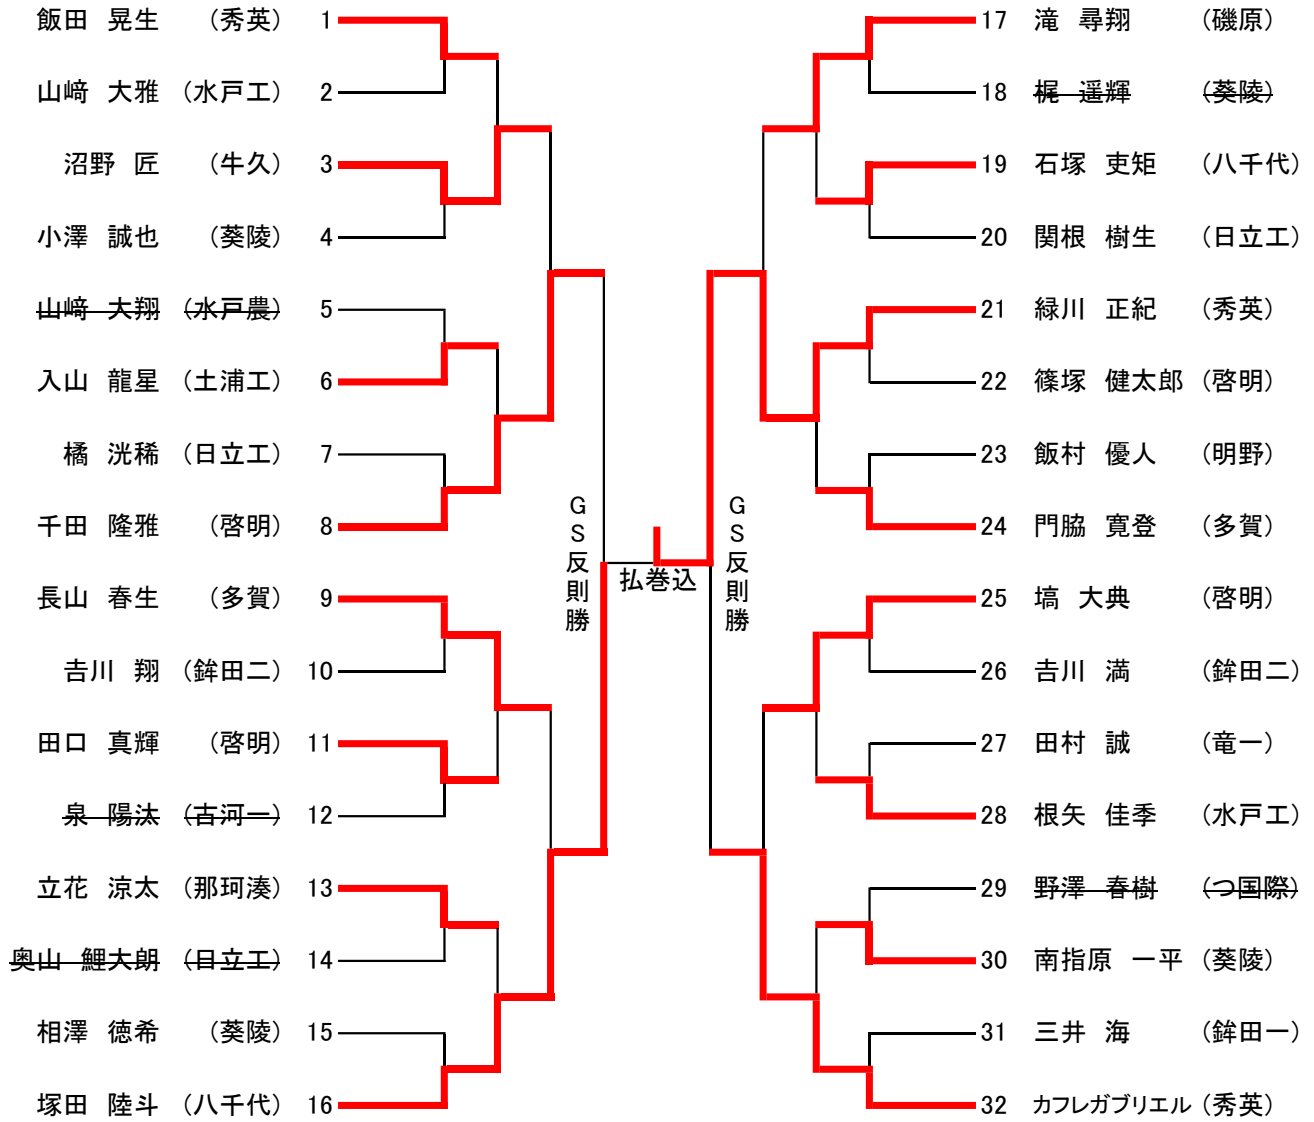 飯田 晃生 （秀英） 1
山﨑 大雅 （水戸工） 2
沼野 匠 （牛久） 3
小澤 誠也 （葵陵） 4
山﨑 大翔 （水戸農） 5
入山 龍星 （土浦工） 6
橘 洸稀 （日立工） 7
千田 隆雅 （啓明） 8
長山 春生 （多賀） 9
𠮷川 翔 （鉾田二） 10
田口 真輝 （啓明） 11
泉 陽汰 （古河一） 12
立花 涼太 （那珂湊） 13
奥山 鯉大朗 （日立工） 14
相澤 徳希 （葵陵） 15
塚田 陸斗 （八千代） 16
GS反則勝
払巻込
GS反則勝
17 滝 尋翔 （磯原）
18 梶 遥輝 （葵陵）
19 石塚 吏矩 （八千代）
20 関根 樹生 （日立工）
21 緑川 正紀 （秀英）
22 篠塚 健太郎 （啓明）
23 飯村 優人 （明野）
24 門脇 寛登 （多賀）
25 塙 大典 （啓明）
26 𠮷川 満 （鉾田二）
27 田村 誠 （竜一）
28 根矢 佳季 （水戸工）
29 野澤 春樹 （つ国際）
30 南指原 一平 （葵陵）
31 三井 海 （鉾田一）
32 カフレガブリエル （秀英）